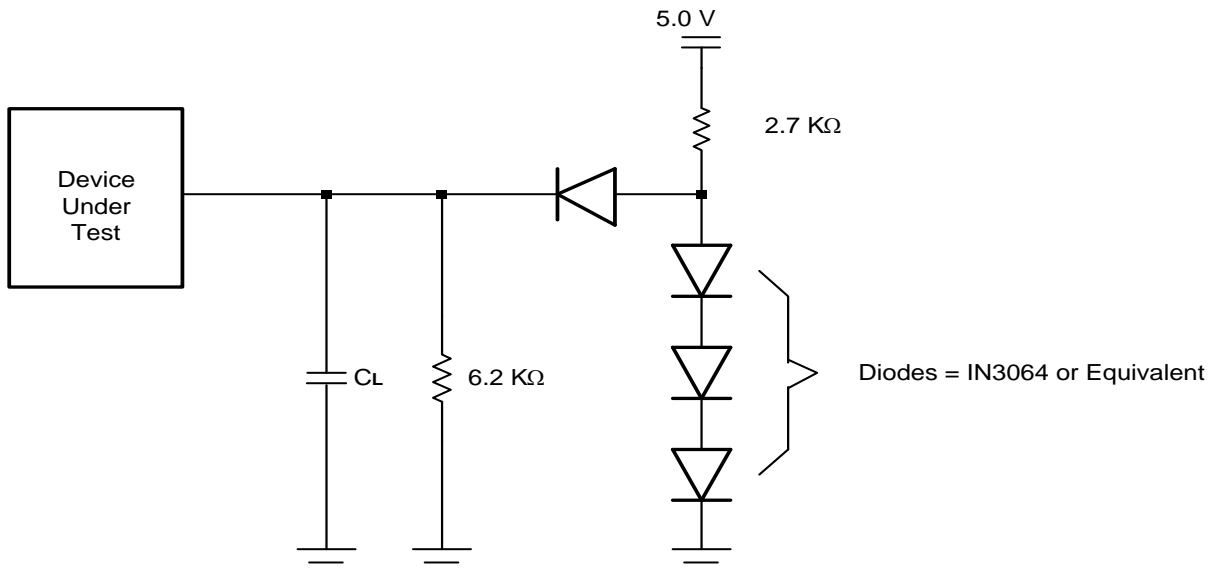 5.0 V
2.7 KΩ
Device
Under
Test
CL
6.2 KΩ
Diodes = IN3064 or Equivalent